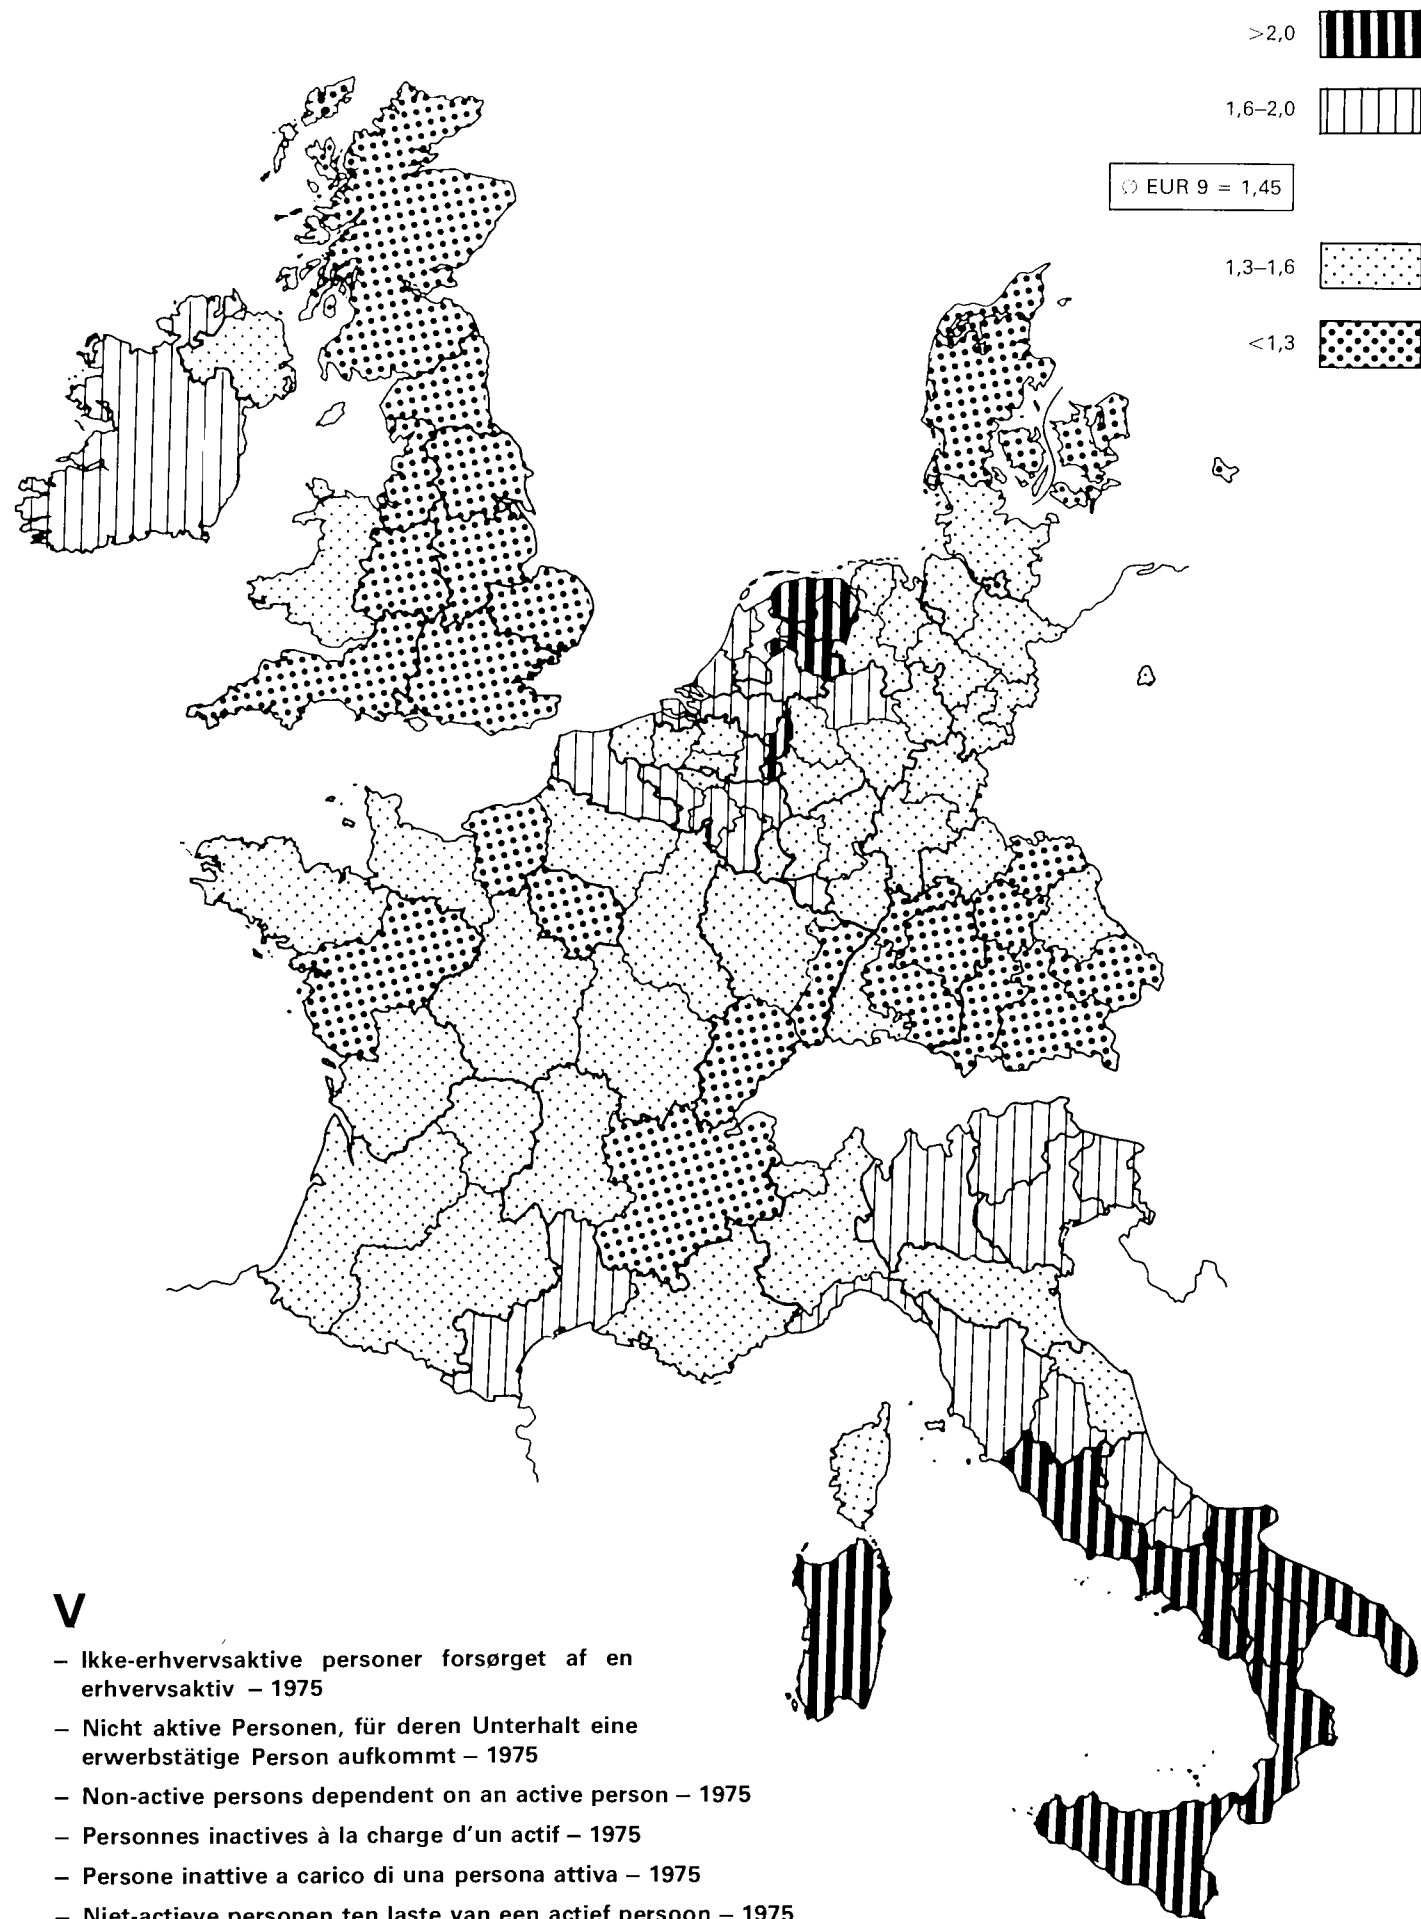 >2,0
1,6–2,0
∅ EUR 9 = 1,45
1,3–1,6
<1,3
V
– Ikke-erhvervsaktive personer forsørget af en
erhvervsaktiv – 1975
– Nicht aktive Personen, für deren Unterhalt eine
erwerbstätige Person aufkommt – 1975
– Non-active persons dependent on an active person – 1975
– Personnes inactives à la charge d'un actif – 1975
– Persone inattive a carico di una persona attiva – 1975
– Niet-actieve personen ten laste van een actief persoon – 1975